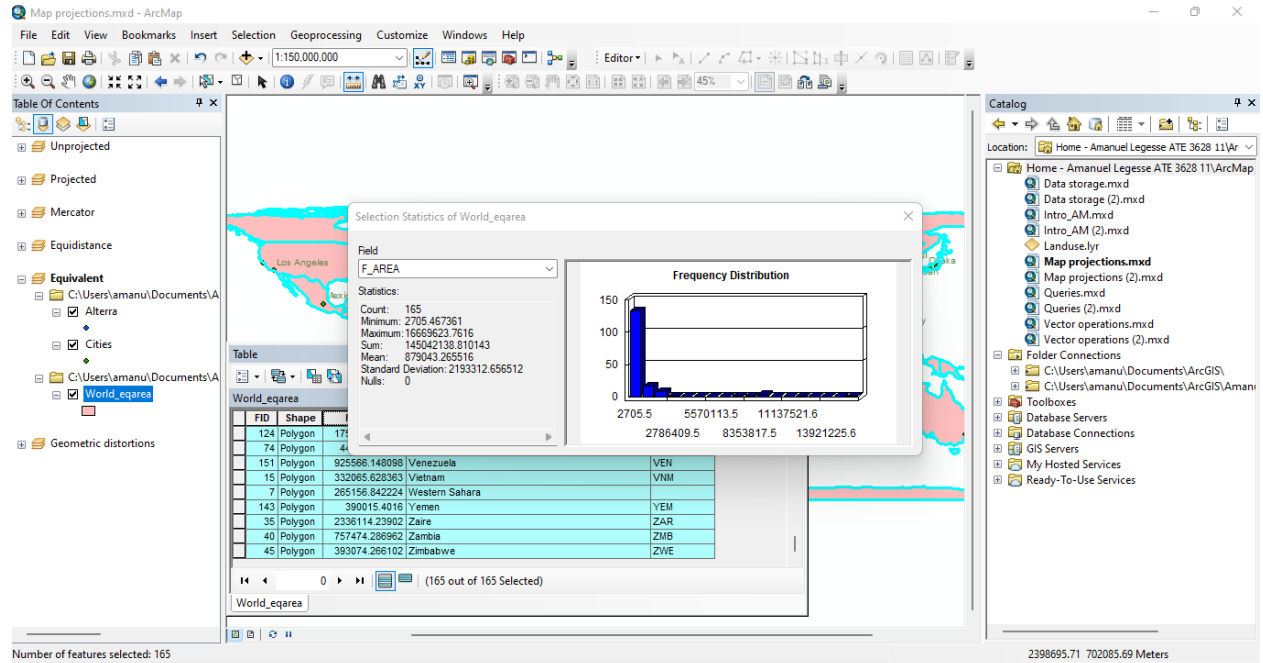 Map projections.mxd - ArcMap
File Edit View Bookmarks Insert Selection Geoprocessing Customize Windows Help
1:150,000,000
Editor
45%
Table Of Contents
Unprojected
Projected
Mercator
Equidistance
Equivalent
C:\Users\amanu\Documents\A
Alterra
Cities
C:\Users\amanu\Documents\A
World_eqarea
Geometric distortions
Los Angeles
Selection Statistics of World_eqarea
Field
F_AREA
Statistics:
Count: 165
Minimum: 2705.467361
Maximum: 16669623.7616
Sum: 145042138.810143
Mean: 879043.265516
Standard Deviation: 2193312.656512
Nulls: 0
Frequency Distribution
150
100
50
0
2705.5 5570113.5 11137521.6
2786409.5 8353817.5 13921225.6
Table
World_eqarea
FID Shape
124 Polygon
74 Polygon
151 Polygon 925566.148098 Venezuela VEN
15 Polygon 332065.628363 Vietnam VNM
7 Polygon 265156.842224 Western Sahara
143 Polygon 390015.4016 Yemen YEM
35 Polygon 2336114.23902 Zaire ZAR
40 Polygon 757474.286962 Zambia ZMB
45 Polygon 393074.266102 Zimbabwe ZWE
0 (165 out of 165 Selected)
World_eqarea
Catalog
Location: Home - Amanuel Legesse ATE 3628 11\Ar
Home - Amanuel Legesse ATE 3628 11\ArcMap
Data storage.mxd
Data storage (2).mxd
Intro_AM.mxd
Intro_AM (2).mxd
Landuse.lyr
Map projections.mxd
Map projections (2).mxd
Queries.mxd
Queries (2).mxd
Vector operations.mxd
Vector operations (2).mxd
Folder Connections
C:\Users\amanu\Documents\ArcGIS\
C:\Users\amanu\Documents\ArcGIS\Amanu
Toolboxes
Database Servers
Database Connections
GIS Servers
My Hosted Services
Ready-To-Use Services
Number of features selected: 165
2398695.71 702085.69 Meters